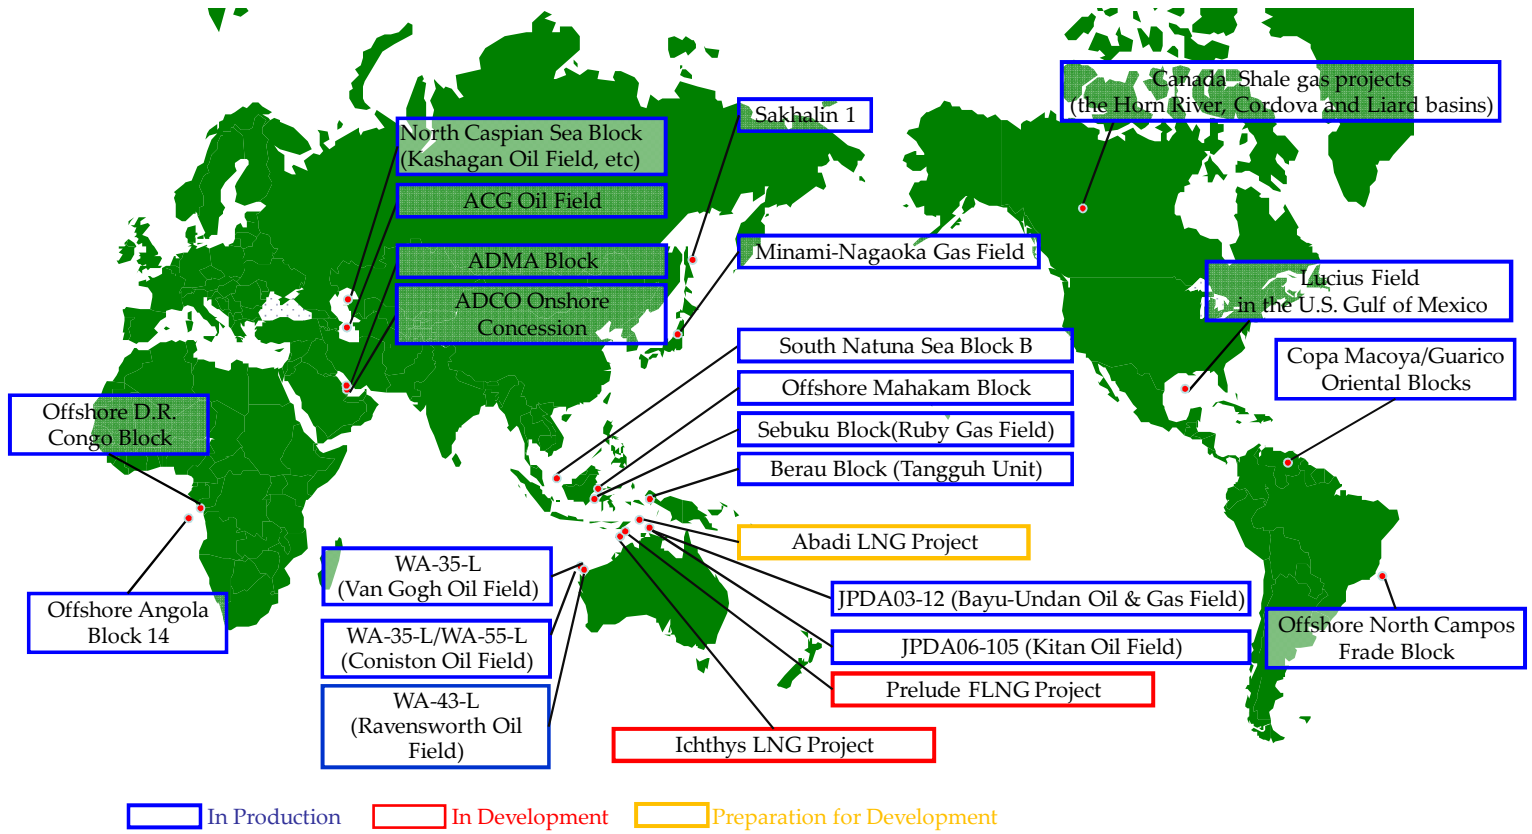 Canada Shale gas projects
(the Horn River, Cordova and Liard basins)
Sakhalin 1
North Caspian Sea Block
(Kashagan Oil Field, etc)
ACG Oil Field
ADMA Block
ADCO Onshore
Concession
Minami-Nagaoka Gas Field
Lucius Field
in the U.S. Gulf of Mexico
South Natuna Sea Block B
Copa Macoya/Guarico
Oriental Blocks
Offshore Mahakam Block
Offshore D.R.
Congo Block
Sebuku Block(Ruby Gas Field)
Berau Block (Tangguh Unit)
Abadi LNG Project
WA-35-L
(Van Gogh Oil Field)
JPDA03-12 (Bayu-Undan Oil & Gas Field)
Offshore Angola
Block 14
WA-35-L/WA-55-L
(Coniston Oil Field)
JPDA06-105 (Kitan Oil Field)
Offshore North Campos
Frade Block
Prelude FLNG Project
WA-43-L
(Ravensworth Oil
Field)
Ichthys LNG Project
In Production
In Development
Preparation for Development